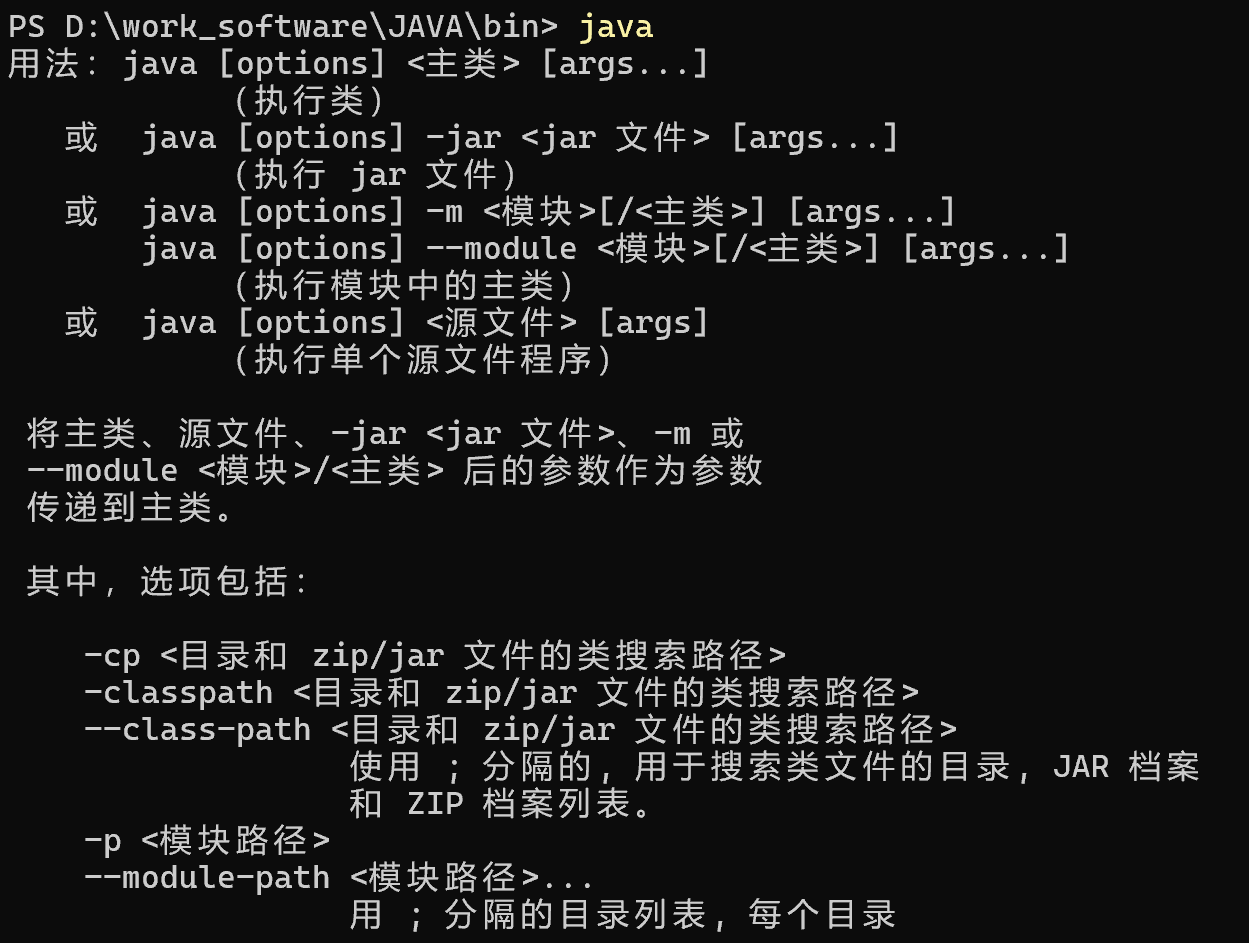 PS D:\work_software\JAVA\bin> java
用法：java [options] <主类> [args...]
（执行类）
或 java [options] -jar <jar 文件> [args...]
（执行 jar 文件）
或 java [options] -m <模块>[/<主类>] [args...]
java [options] --module <模块>[/<主类>] [args...]
（执行模块中的主类）
或 java [options] <源文件> [args]
（执行单个源文件程序）
将主类、源文件、-jar <jar 文件>、-m 或
--module <模块>/<主类> 后的参数作为参数
传递到主类。
其中，选项包括：
-cp <目录和 zip/jar 文件的类搜索路径>
-classpath <目录和 zip/jar 文件的类搜索路径>
--class-path <目录和 zip/jar 文件的类搜索路径>
使用 ; 分隔的, 用于搜索类文件的目录, JAR 档案
和 ZIP 档案列表。
-p <模块路径>
--module-path <模块路径>...
用 ; 分隔的目录列表, 每个目录